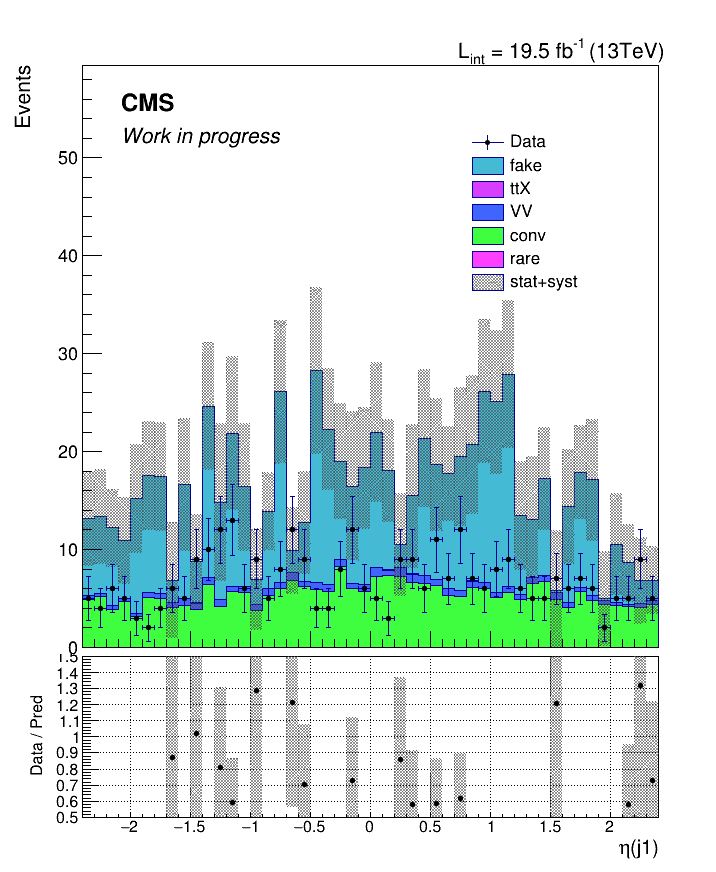 L_int = 19.5 fb^-1 (13TeV)
Events
CMS
Work in progress
Data
fake
ttX
VV
conv
rare
stat+syst
50
40
30
20
10
0
Data / Pred
1.5
1.4
1.3
1.2
1.1
1
0.9
0.8
0.7
0.6
0.5
−2 −1.5 −1 −0.5 0 0.5 1 1.5 2
η(j1)